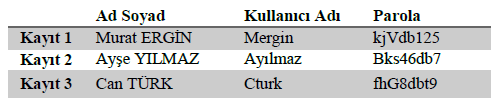 Ad Soyad Kullanıcı Adı Parola
Kayıt 1 Murat ERGİN Mergin kjVdb125
Kayıt 2 Ayşe YILMAZ Ayılmaz Bks46db7
Kayıt 3 Can TÜRK Cturk fhG8dbt9